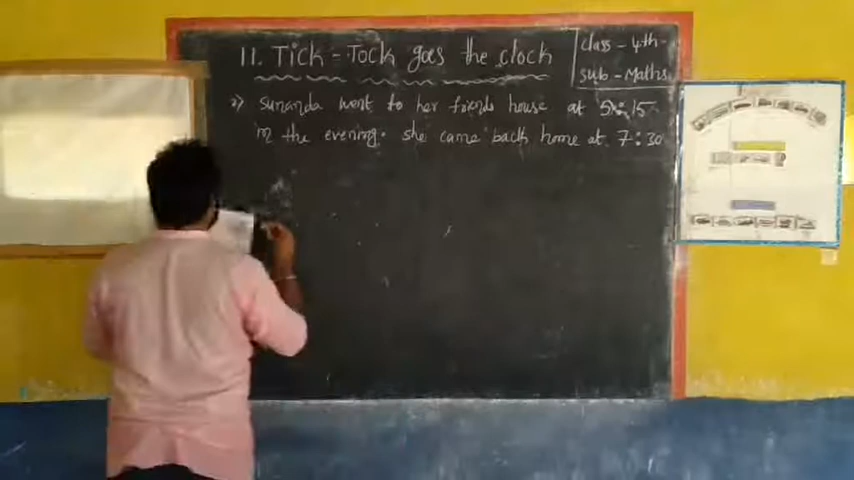 11. Tick - Tock goes the clock
class - 4th
sub - Maths
sunanda went to her friends house at 5:15
in the evening. she came back home at 7:30